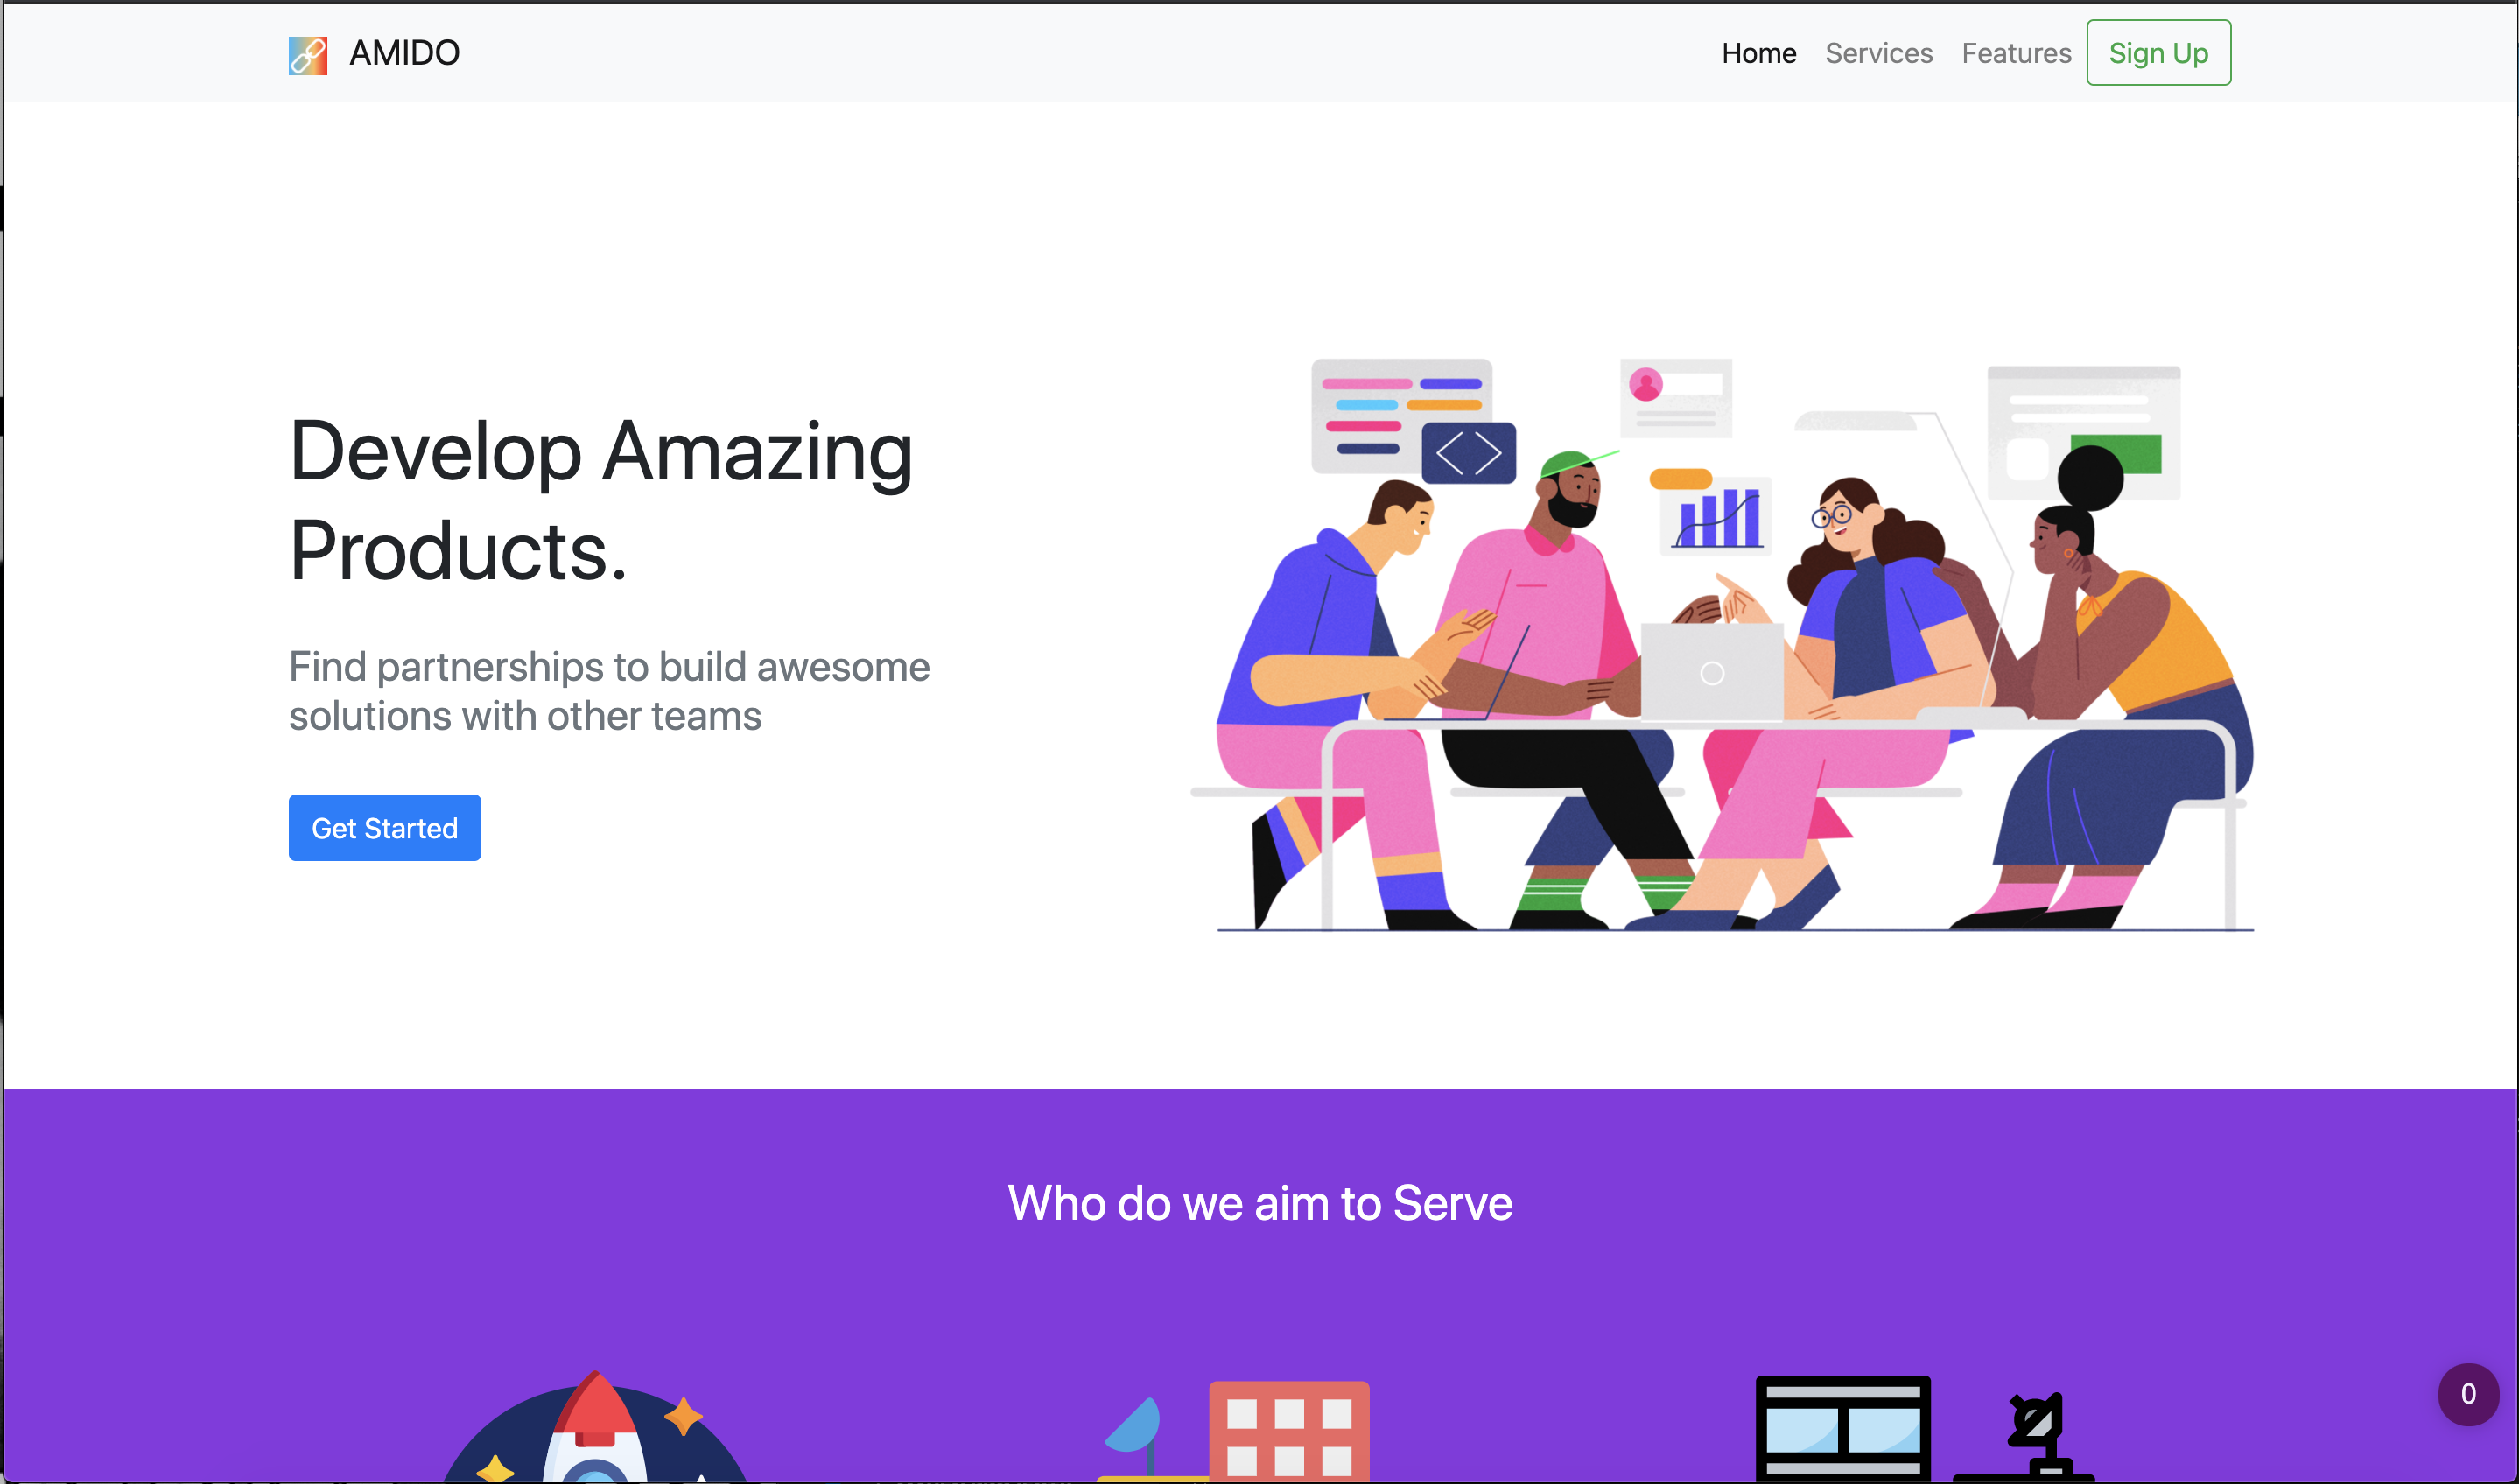 AMIDO
Home Services Features Sign Up
Develop Amazing
Products.
Find partnerships to build awesome
solutions with other teams
Get Started
Who do we aim to Serve
0